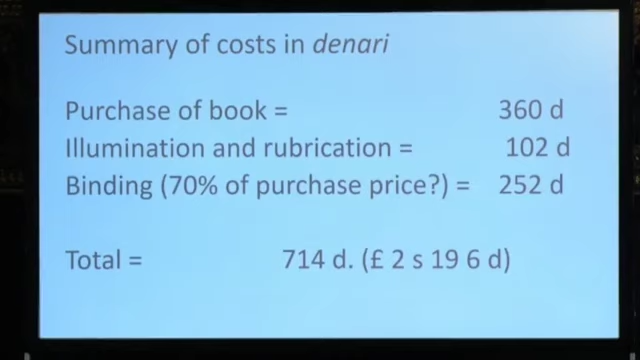 Summary of costs in denari
Purchase of book = 360 d
Illumination and rubrication = 102 d
Binding (70% of purchase price?) = 252 d
Total = 714 d. (£ 2 s 19 6 d)